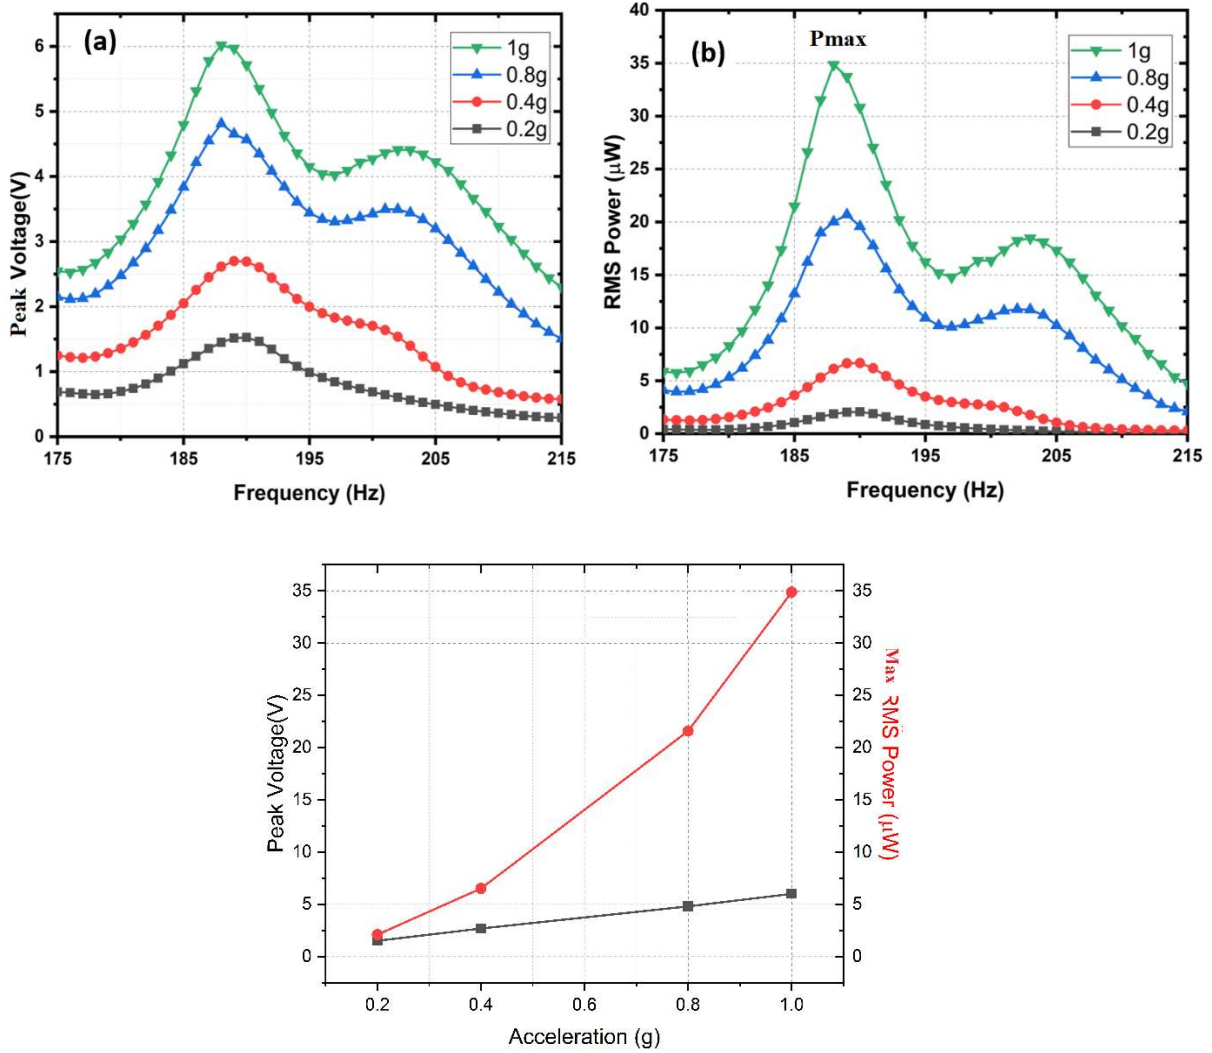 (a)
1g
0.8g
0.4g
0.2g
Peak Voltage(V)
6
5
4
3
2
1
0
175
185
195
205
215
Frequency (Hz)
(b)
Pmax
1g
0.8g
0.4g
0.2g
RMS Power (μW)
40
35
30
25
20
15
10
5
0
175
185
195
205
215
Frequency (Hz)
Peak Voltage(V)
35
30
25
20
15
10
5
0
35
30
25
20
15
10
5
0
Max RMS Power (μW)
0.2
0.4
0.6
0.8
1.0
Acceleration (g)